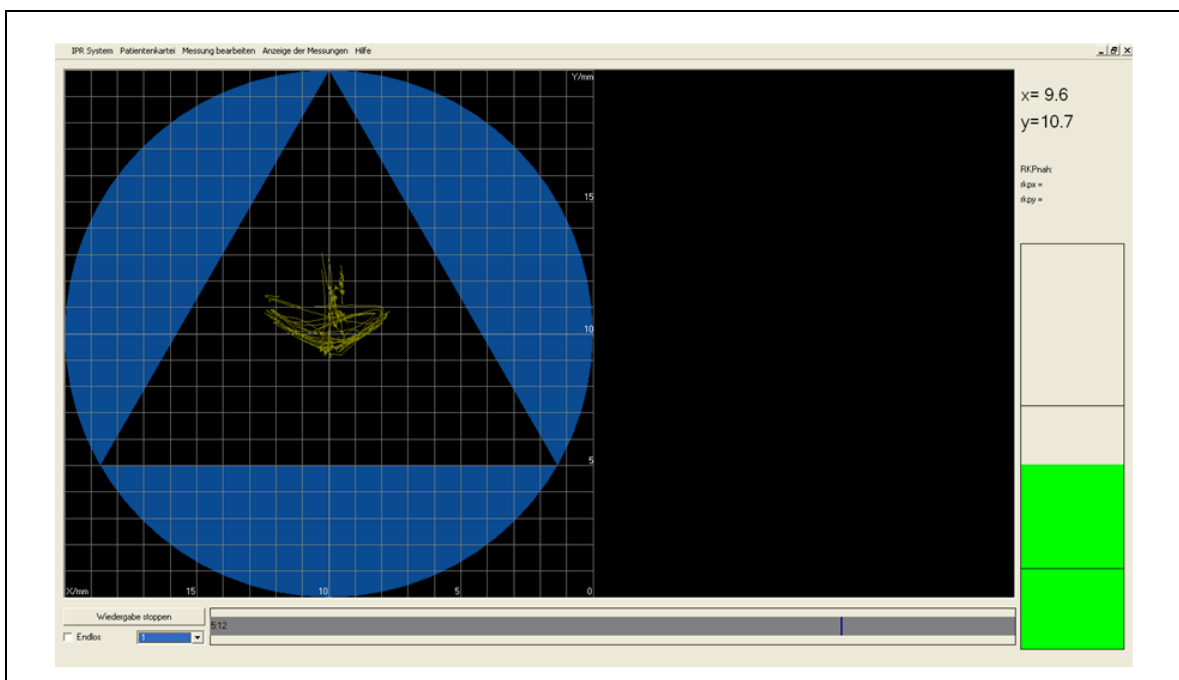 IPR System Patientenkartei Messung bearbeiten Anzeige der Messungen Hilfe
Y/mm
x= 9.6
y=10.7
RKPnah:
rkpx =
rkpy =
15
10
5
X/mm 15 10 5 0
Wiedergabe stoppen
5:12
Endlos 1